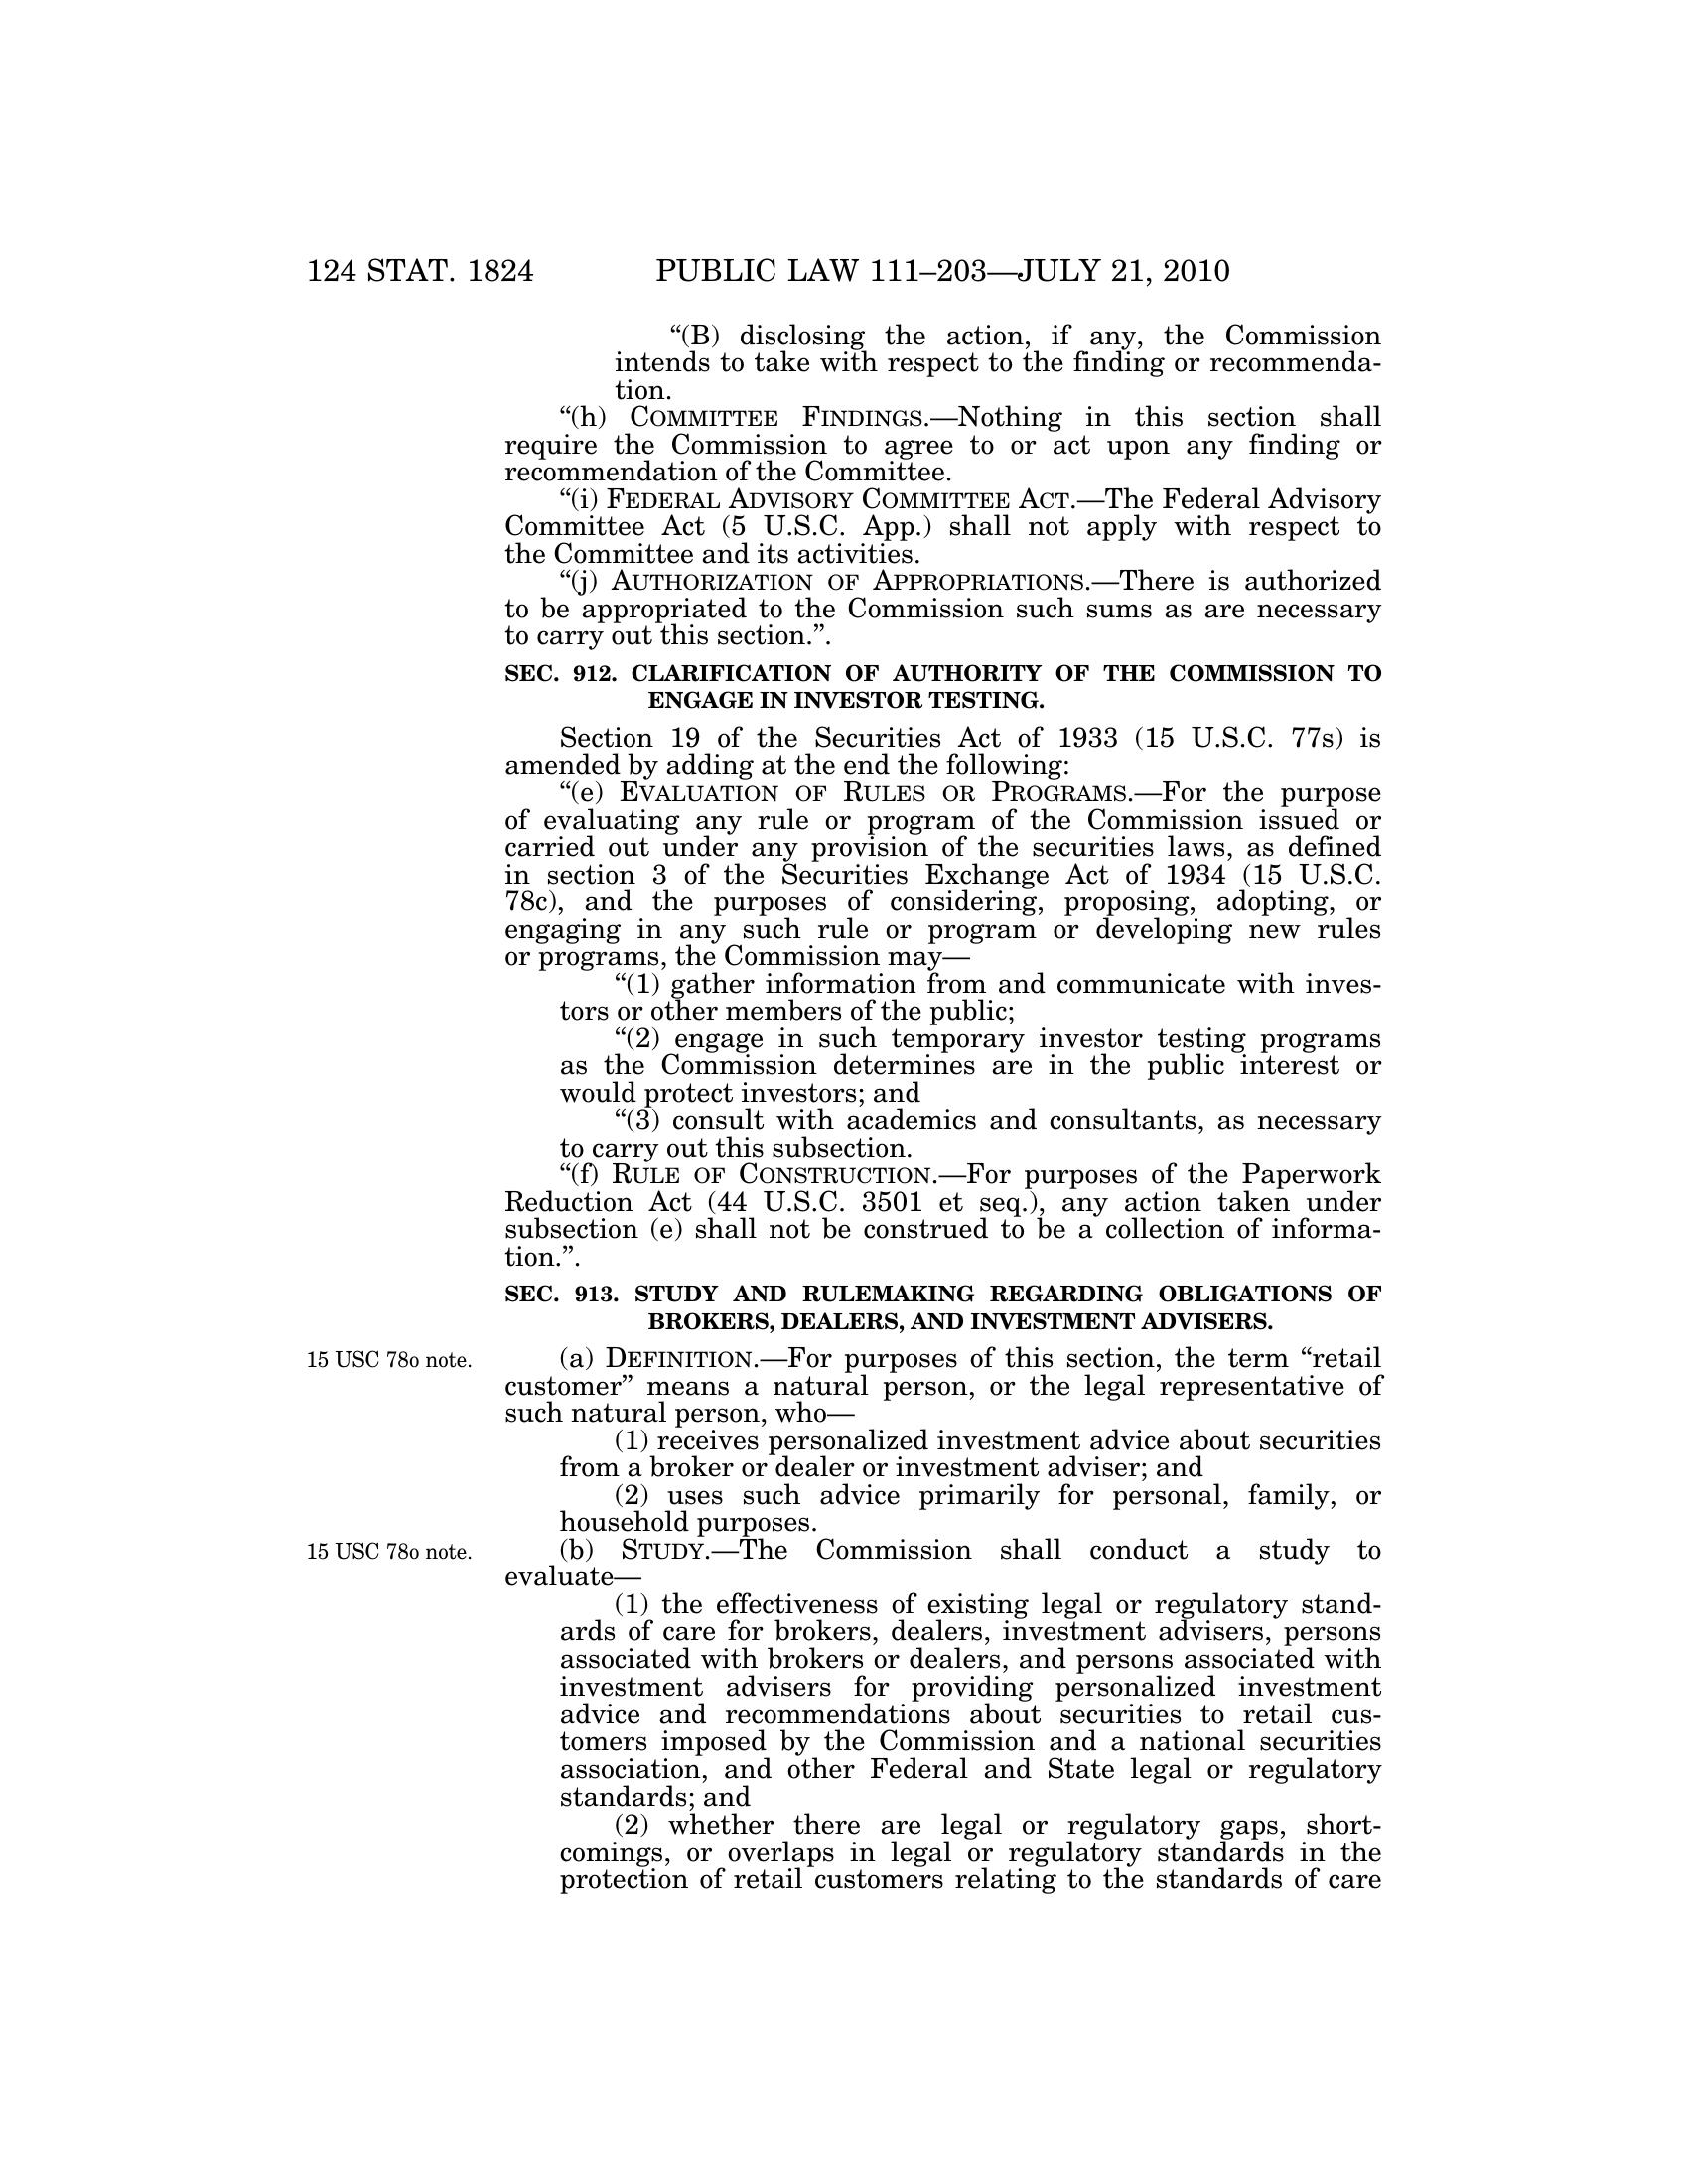 124 STAT. 1824 PUBLIC LAW 111–203—JULY 21, 2010
“(B) disclosing the action, if any, the Commission
intends to take with respect to the finding or recommenda-
tion.
“(h) COMMITTEE FINDINGS.—Nothing in this section shall
require the Commission to agree to or act upon any finding or
recommendation of the Committee.
“(i) FEDERAL ADVISORY COMMITTEE ACT.—The Federal Advisory
Committee Act (5 U.S.C. App.) shall not apply with respect to
the Committee and its activities.
“(j) AUTHORIZATION OF APPROPRIATIONS.—There is authorized
to be appropriated to the Commission such sums as are necessary
to carry out this section.”.
SEC. 912. CLARIFICATION OF AUTHORITY OF THE COMMISSION TO
ENGAGE IN INVESTOR TESTING.
Section 19 of the Securities Act of 1933 (15 U.S.C. 77s) is
amended by adding at the end the following:
“(e) EVALUATION OF RULES OR PROGRAMS.—For the purpose
of evaluating any rule or program of the Commission issued or
carried out under any provision of the securities laws, as defined
in section 3 of the Securities Exchange Act of 1934 (15 U.S.C.
78c), and the purposes of considering, proposing, adopting, or
engaging in any such rule or program or developing new rules
or programs, the Commission may—
“(1) gather information from and communicate with inves-
tors or other members of the public;
“(2) engage in such temporary investor testing programs
as the Commission determines are in the public interest or
would protect investors; and
“(3) consult with academics and consultants, as necessary
to carry out this subsection.
“(f) RULE OF CONSTRUCTION.—For purposes of the Paperwork
Reduction Act (44 U.S.C. 3501 et seq.), any action taken under
subsection (e) shall not be construed to be a collection of informa-
tion.”.
SEC. 913. STUDY AND RULEMAKING REGARDING OBLIGATIONS OF
BROKERS, DEALERS, AND INVESTMENT ADVISERS.
15 USC 78o note. (a) DEFINITION.—For purposes of this section, the term “retail
customer” means a natural person, or the legal representative of
such natural person, who—
(1) receives personalized investment advice about securities
from a broker or dealer or investment adviser; and
(2) uses such advice primarily for personal, family, or
household purposes.
15 USC 78o note. (b) STUDY.—The Commission shall conduct a study to
evaluate—
(1) the effectiveness of existing legal or regulatory stand-
ards of care for brokers, dealers, investment advisers, persons
associated with brokers or dealers, and persons associated with
investment advisers for providing personalized investment
advice and recommendations about securities to retail cus-
tomers imposed by the Commission and a national securities
association, and other Federal and State legal or regulatory
standards; and
(2) whether there are legal or regulatory gaps, short-
comings, or overlaps in legal or regulatory standards in the
protection of retail customers relating to the standards of care